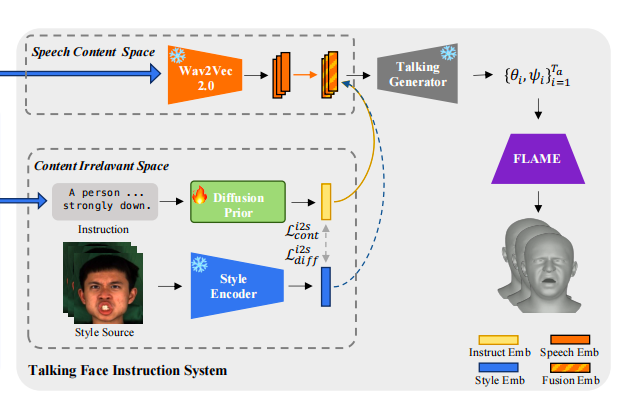 Speech Content Space
Wav2Vec
2.0
Talking
Generator
{θᵢ, ψᵢ}ᵢ₌₁ᵀᵃ
FLAME
Content Irrelavant Space
A person ...
strongly down.
Instruction
Diffusion
Prior
ℒ_cont^i2s
ℒ_diff^i2s
Style Source
Style
Encoder
Instruct Emb
Speech Emb
Style Emb
Fusion Emb
Talking Face Instruction System